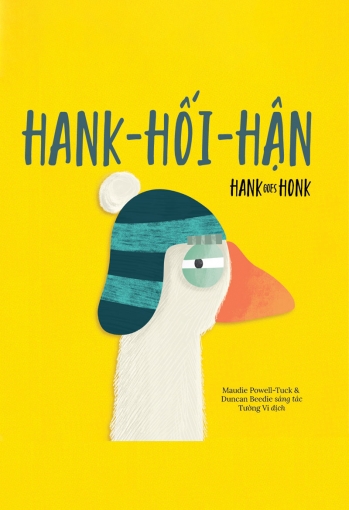 HANK-HỐI-HẬN
HANK GOES HONK
Maudie Powell-Tuck &
Duncan Beedie sáng tác
Tường Vi dịch